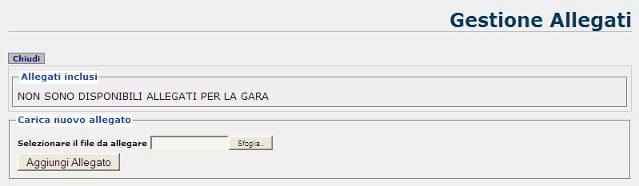 Gestione Allegati
Chiudi
Allegati inclusi
NON SONO DISPONIBILI ALLEGATI PER LA GARA
Carica nuovo allegato
Selezionare il file da allegare Sfoglia..
Aggiungi Allegato